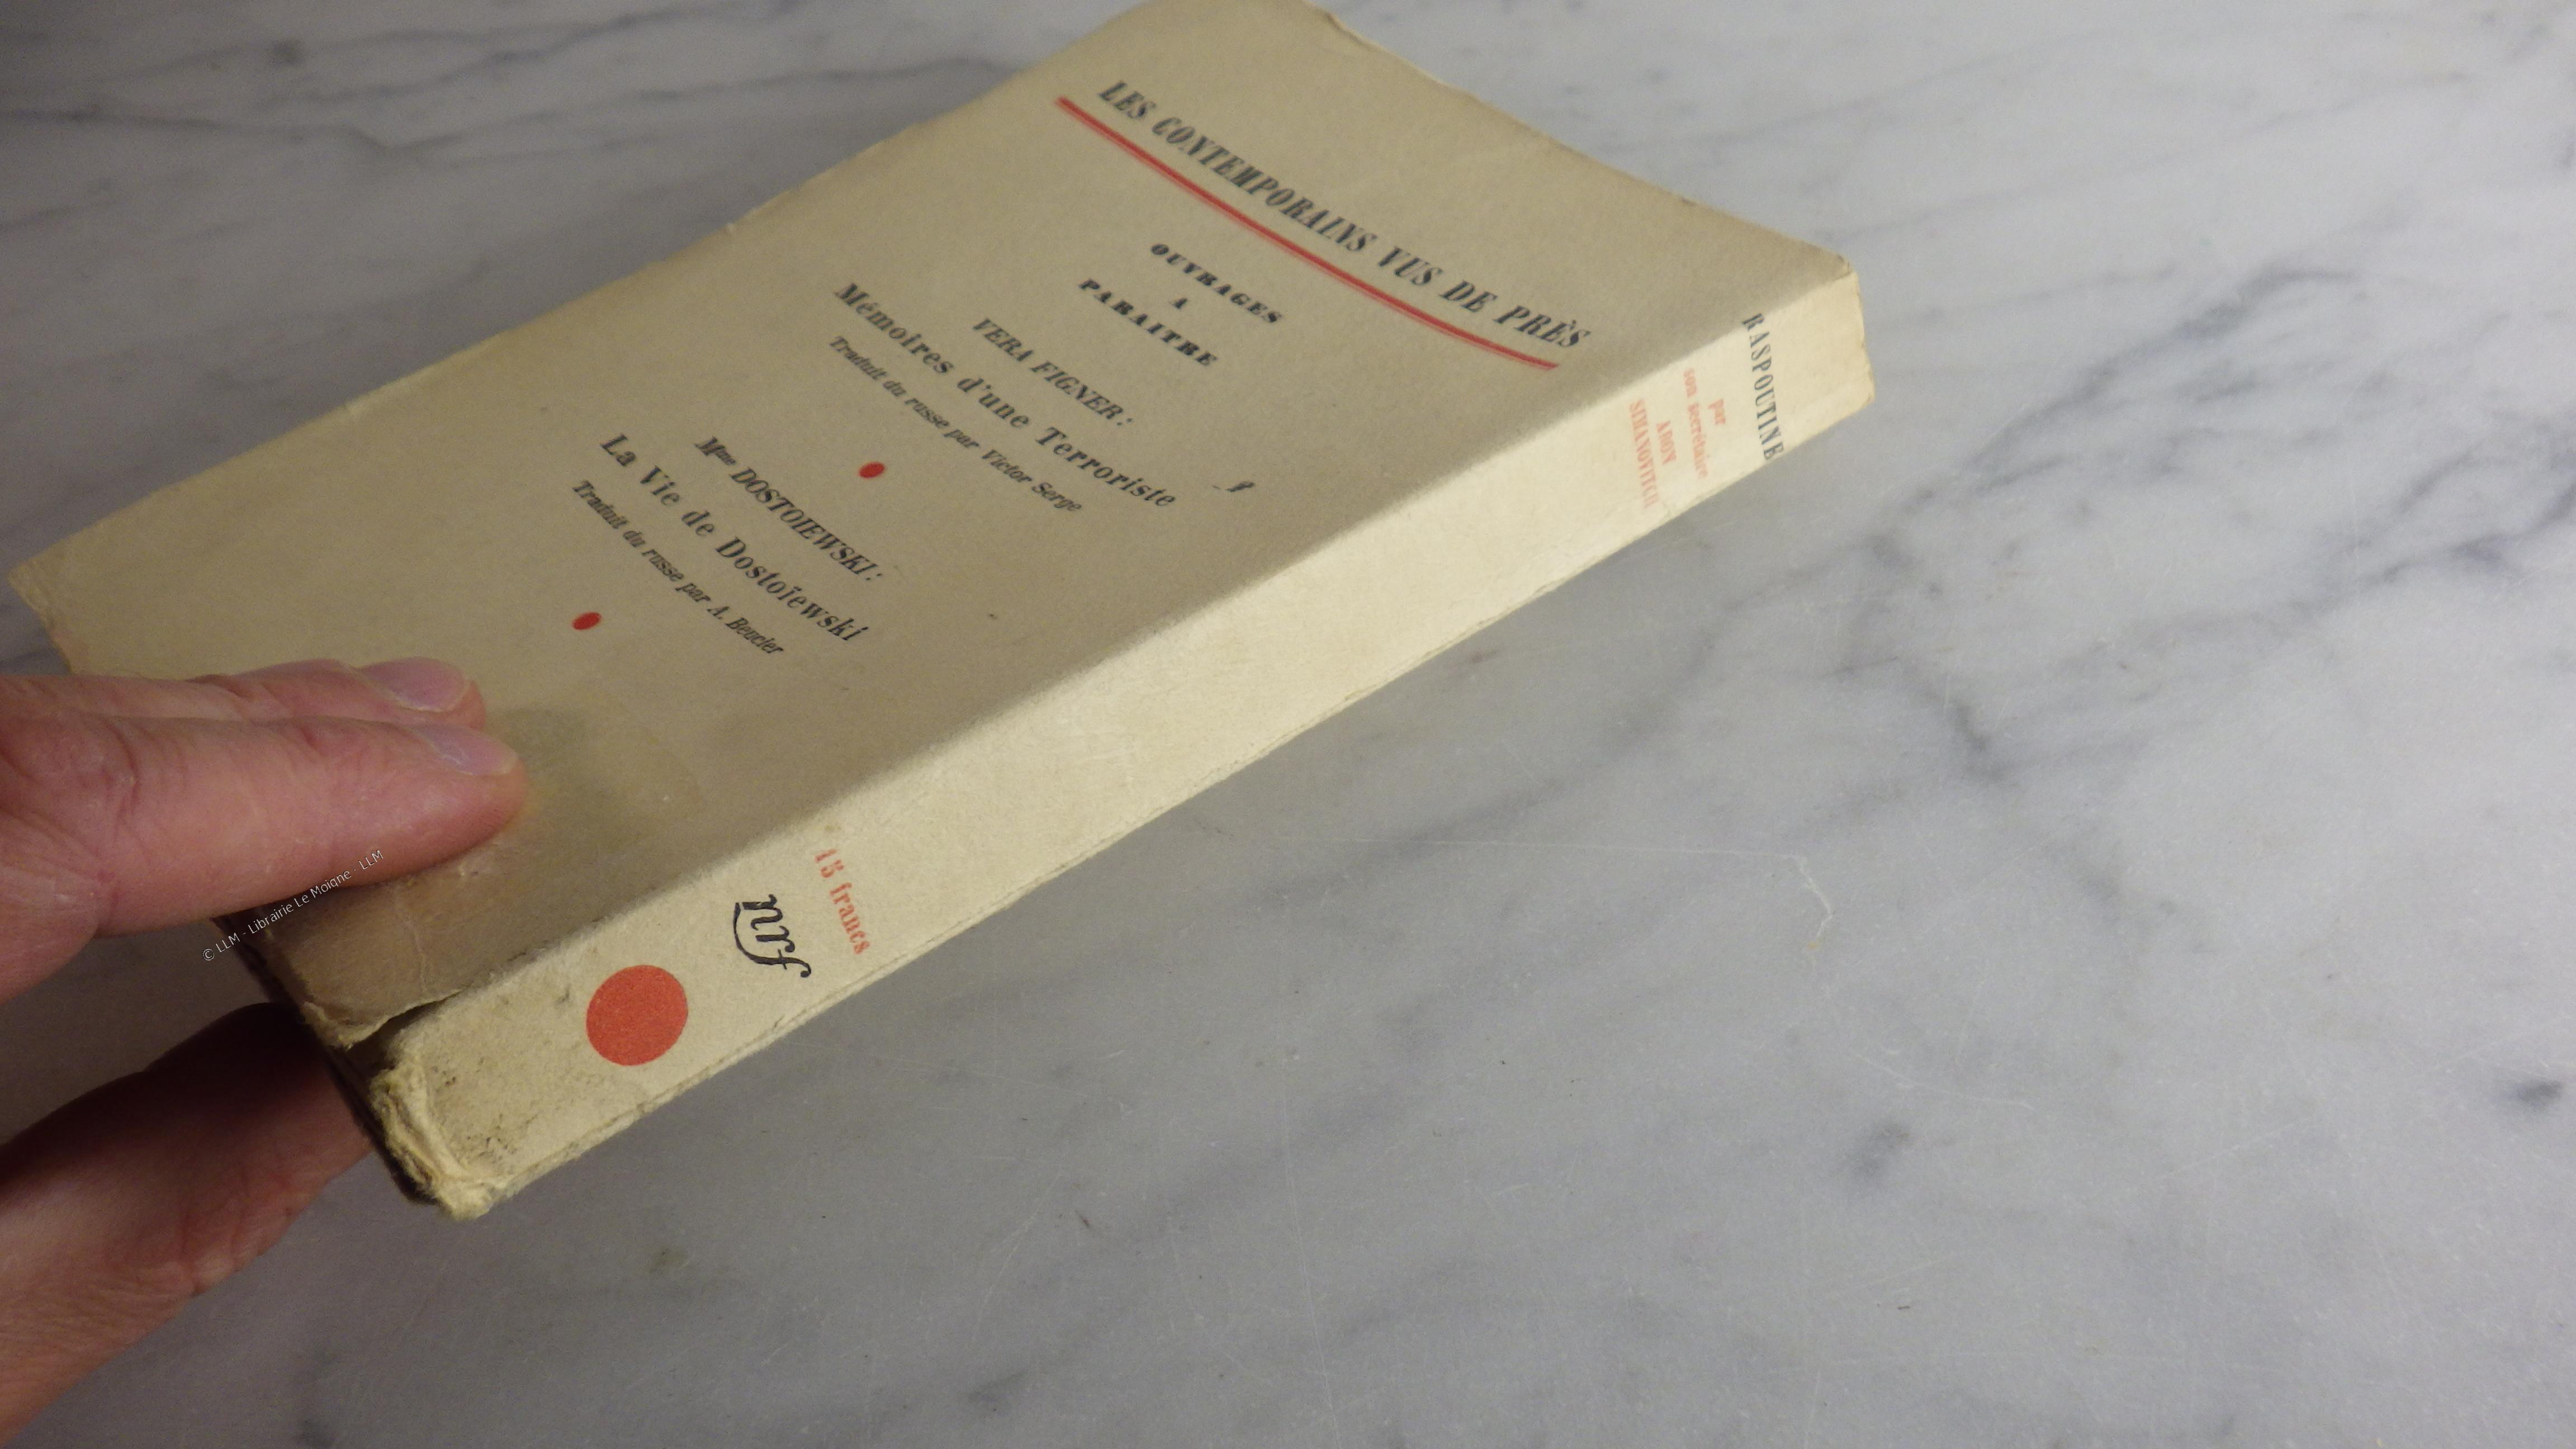 LES CONTEMPORAINS VUS DE PRÈS
OUVRAGES
A
PARAITRE
VERA FIGNER :
Mémoires d'une Terroriste
Traduit du russe par Victor Serge
Mme DOSTOIEWSKI :
La Vie de Dostoïewski
Traduit du russe par A. Beucler
RASPOUTINE
par
son secrétaire
ARON
SIMANOVITCH
15 francs
nrf
© LLM - Librairie Le Moigne - LLM